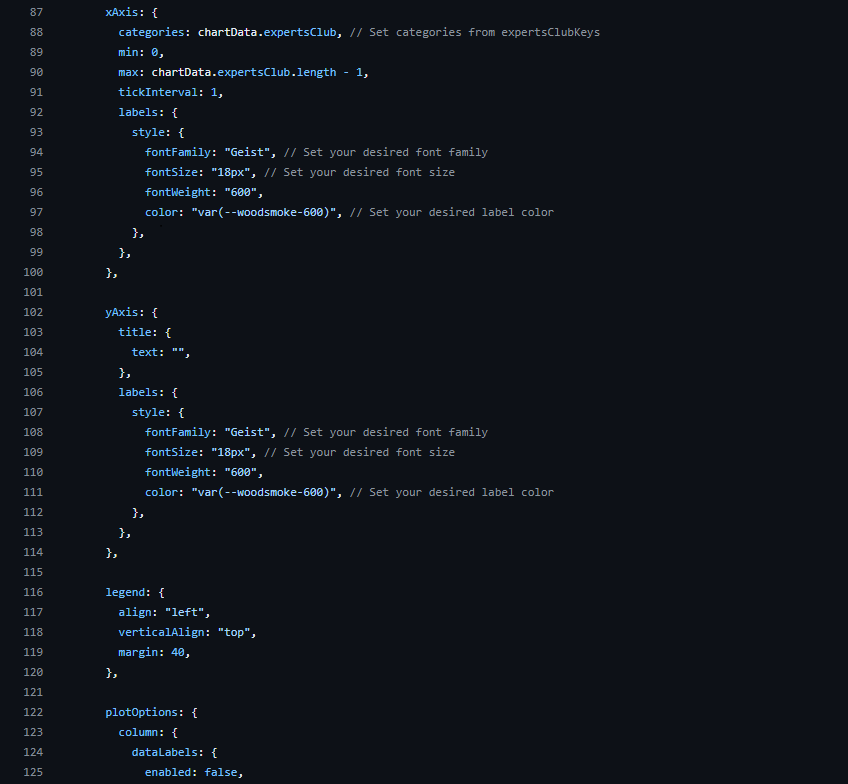 87 xAxis: {
88 categories: chartData.expertsClub, // Set categories from expertsClubKeys
89 min: 0,
90 max: chartData.expertsClub.length - 1,
91 tickInterval: 1,
92 labels: {
93 style: {
94 fontFamily: "Geist", // Set your desired font family
95 fontSize: "18px", // Set your desired font size
96 fontWeight: "600",
97 color: "var(--woodsmoke-600)", // Set your desired label color
98 },
99 },
100 },
101
102 yAxis: {
103 title: {
104 text: "",
105 },
106 labels: {
107 style: {
108 fontFamily: "Geist", // Set your desired font family
109 fontSize: "18px", // Set your desired font size
110 fontWeight: "600",
111 color: "var(--woodsmoke-600)", // Set your desired label color
112 },
113 },
114 },
115
116 legend: {
117 align: "left",
118 verticalAlign: "top",
119 margin: 40,
120 },
121
122 plotOptions: {
123 column: {
124 dataLabels: {
125 enabled: false,